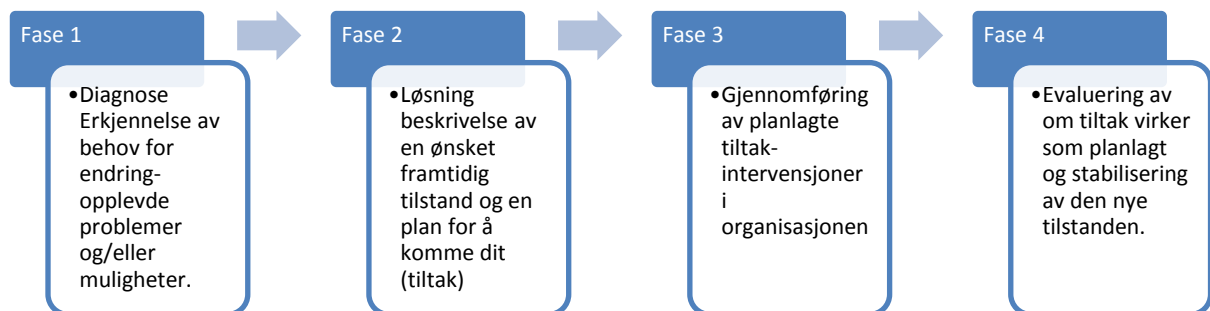 Fase 1
•Diagnose
Erkjennelse av
behov for
endring-
opplevde
problemer
og/eller
muligheter.
Fase 2
•Løsning
beskrivelse av
en ønsket
framtidig
tilstand og en
plan for å
komme dit
(tiltak)
Fase 3
•Gjennomføring
av planlagte
tiltak-
intervensjoner
i
organisasjonen
Fase 4
•Evaluering av
om tiltak virker
som planlagt
og stabilisering
av den nye
tilstanden.